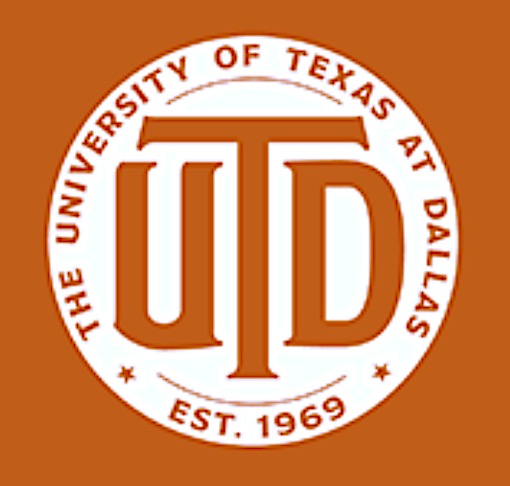 THE UNIVERSITY OF TEXAS AT DALLAS
UTD
EST. 1969